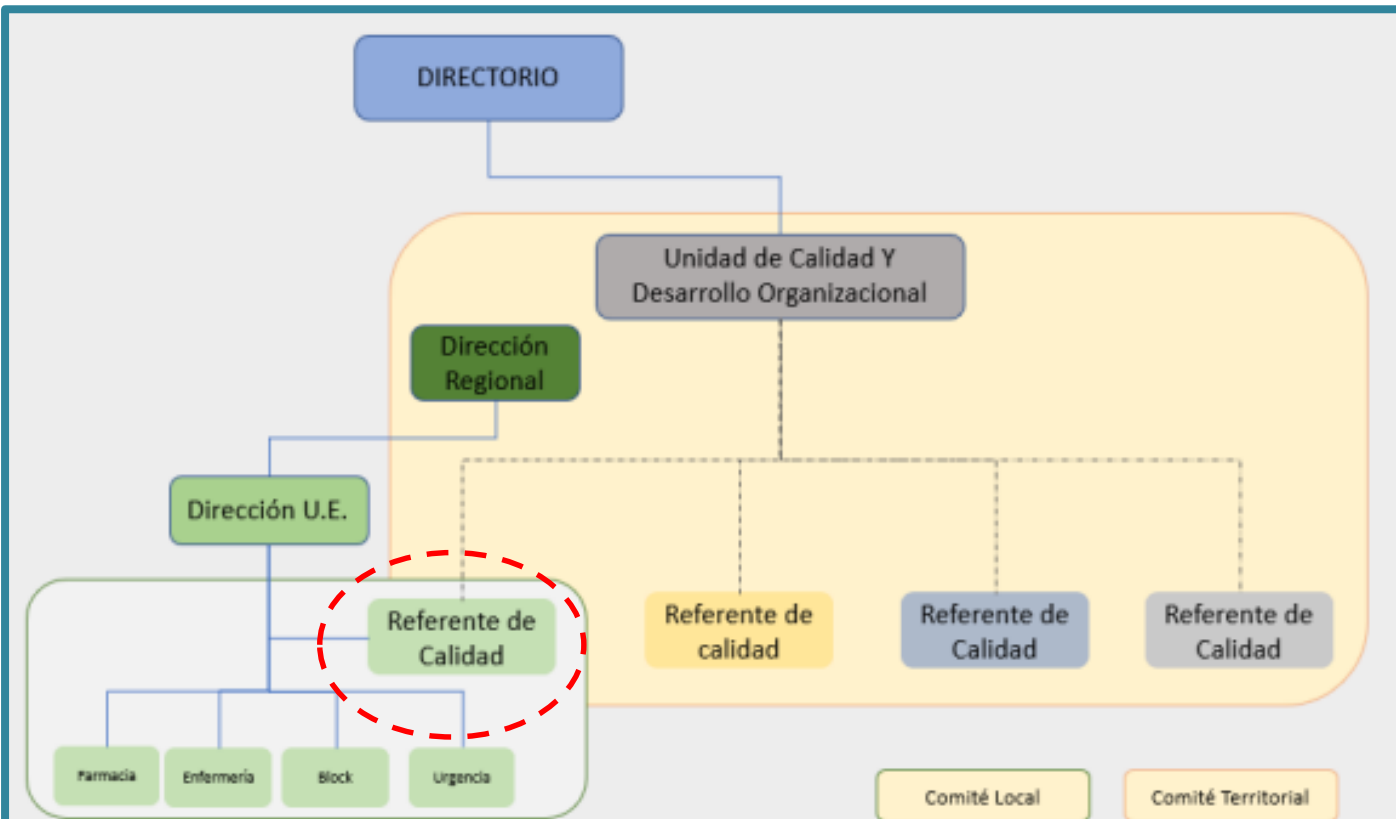 DIRECTORIO
Unidad de Calidad Y
Desarrollo Organizacional
Dirección
Regional
Dirección U.E.
Referente de
Calidad
Referente de
calidad
Referente de
Calidad
Referente de
Calidad
Farmacia
Enfermería
Block
Urgencia
Comité Local
Comité Territorial